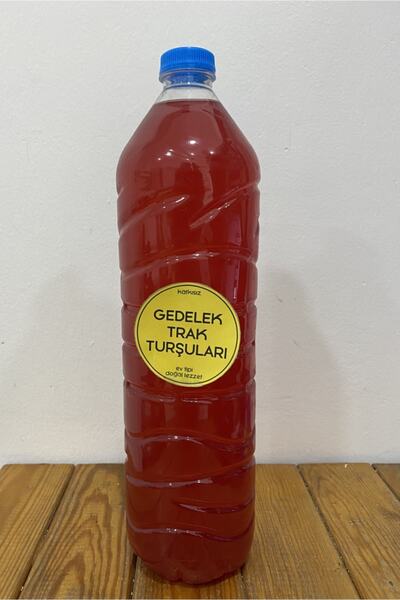 katkısız
GEDELEK
TRAK
TURŞULARI
ev tipi
doğal lezzet